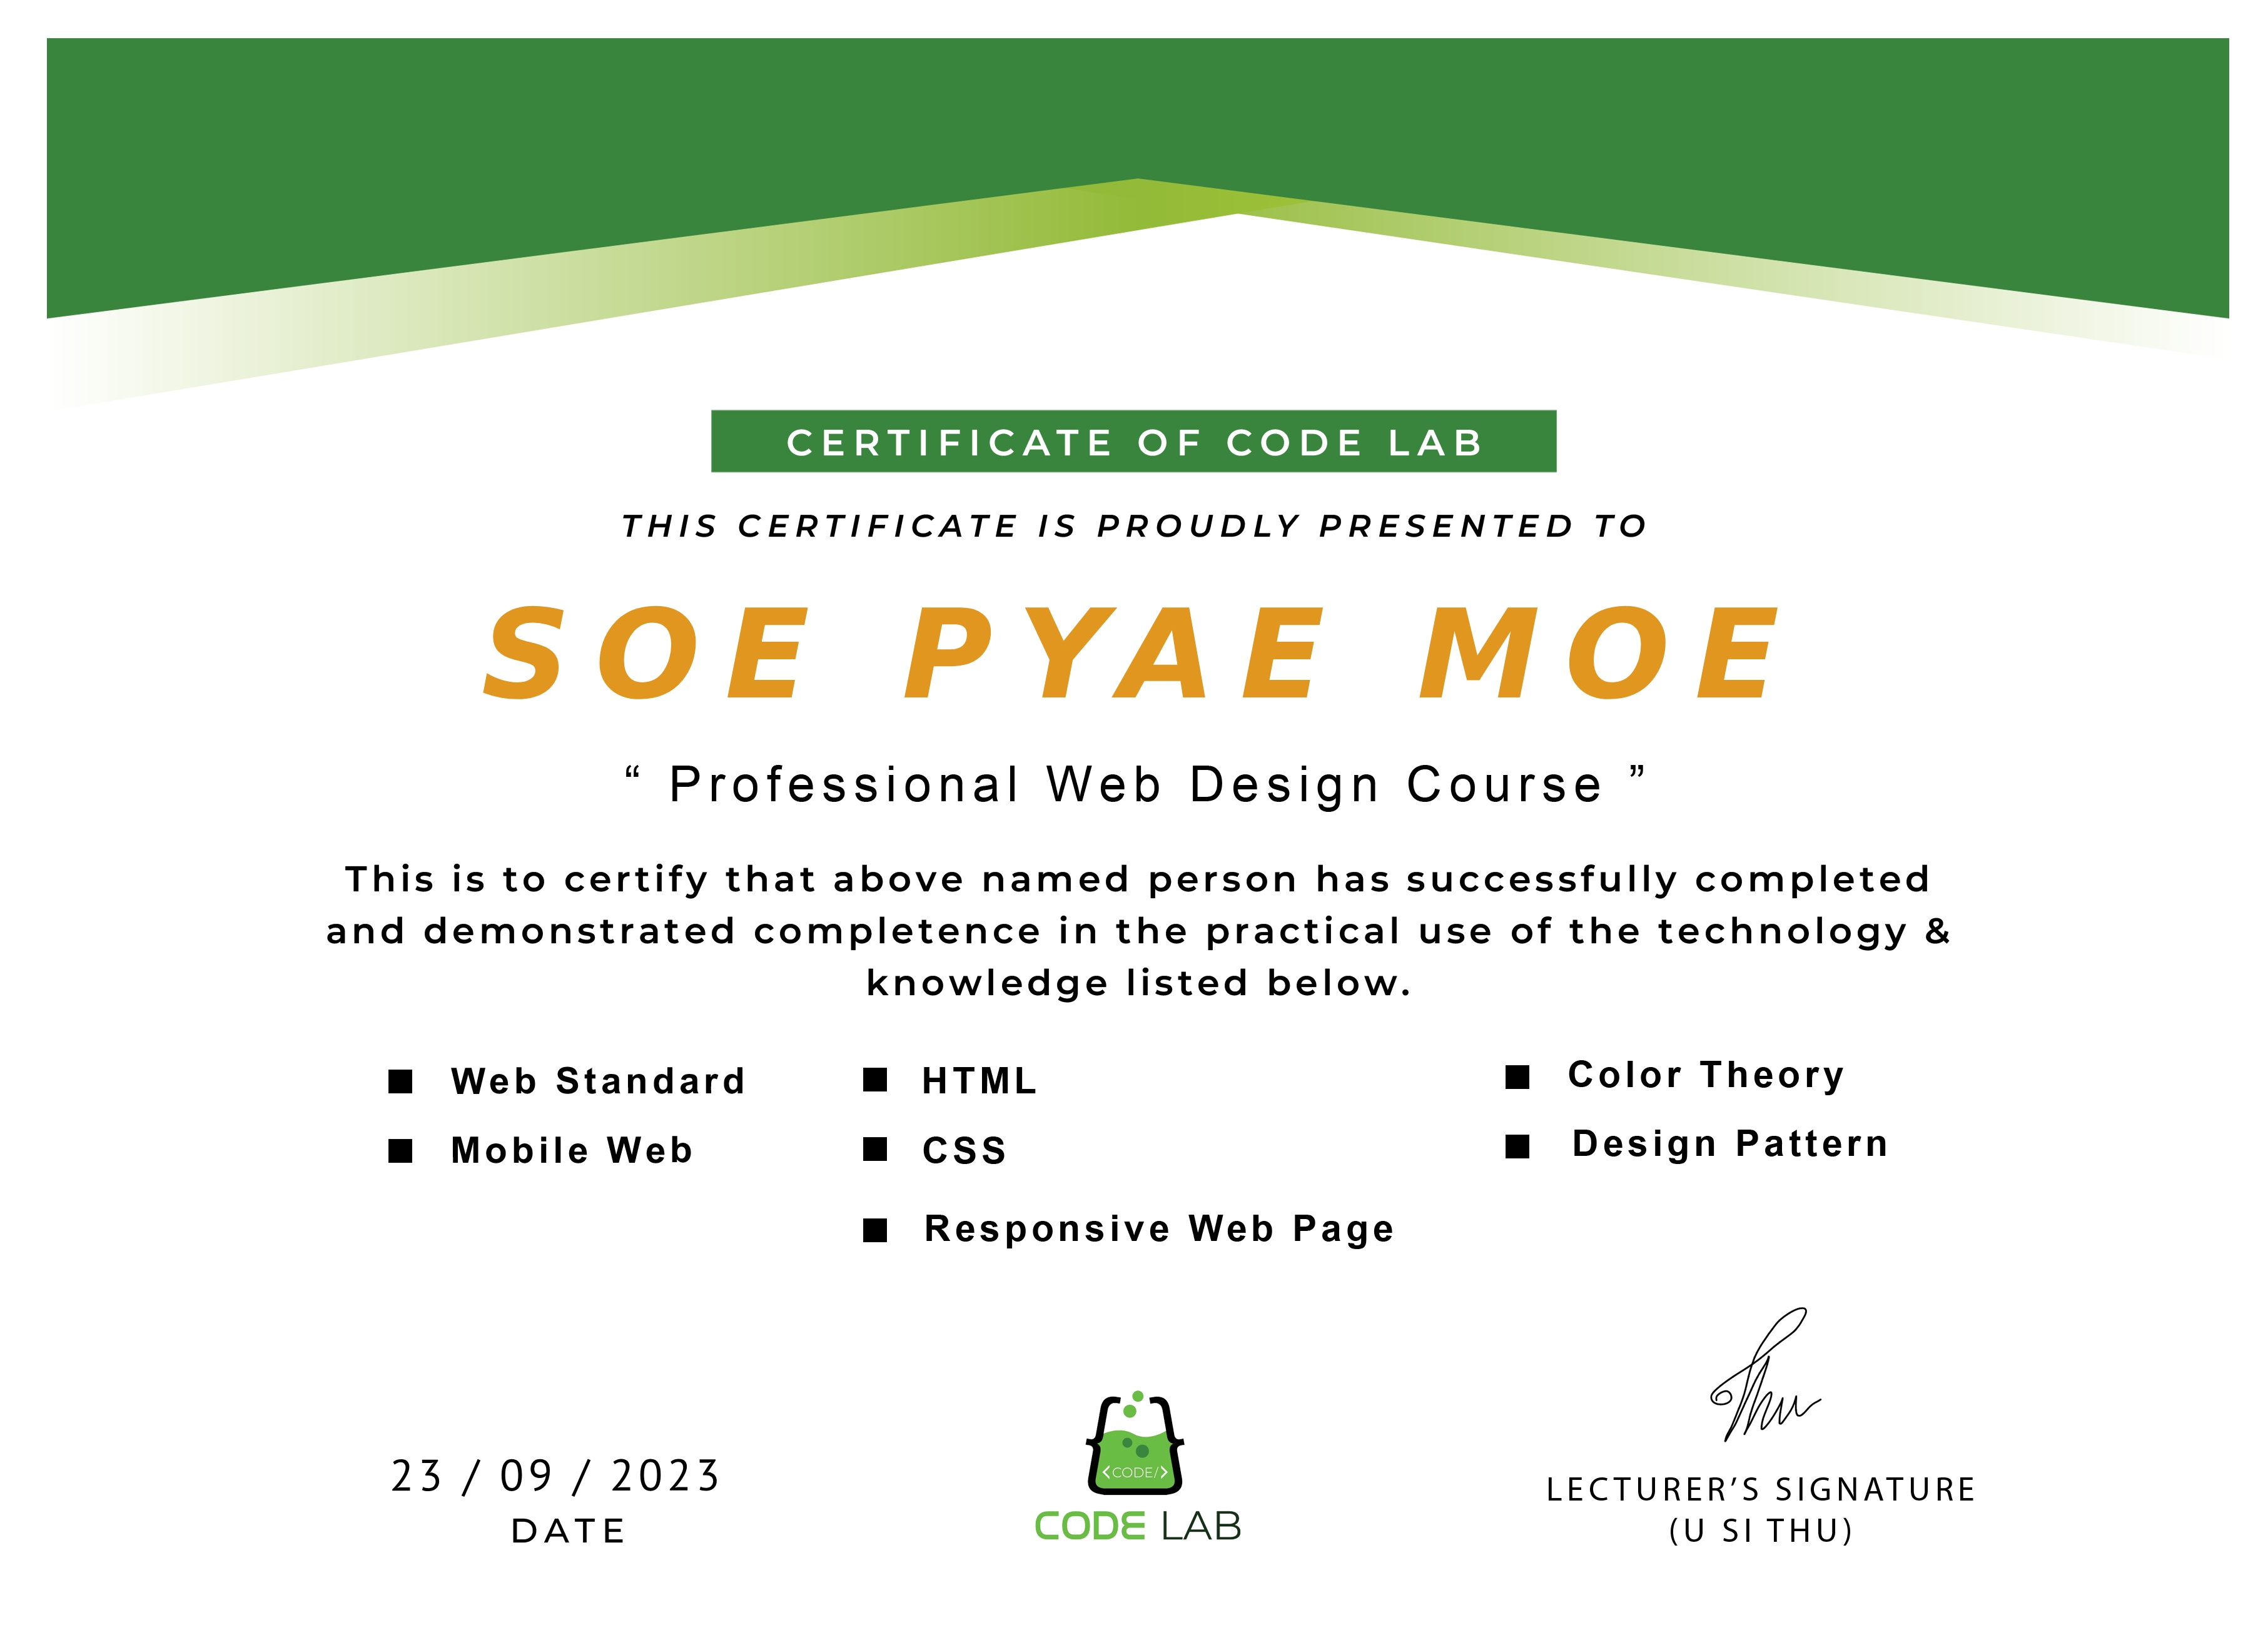 CERTIFICATE OF CODE LAB
THIS CERTIFICATE IS PROUDLY PRESENTED TO
SOE PYAE MOE
“ Professional Web Design Course ”
This is to certify that above named person has successfully completed
and demonstrated completence in the practical use of the technology &
knowledge listed below.
■ Web Standard
■ Mobile Web
■ HTML
■ CSS
■ Responsive Web Page
■ Color Theory
■ Design Pattern
23 / 09 / 2023
DATE
<CODE/>
CODE LAB
Thu
LECTURER’S SIGNATURE
(U SI THU)